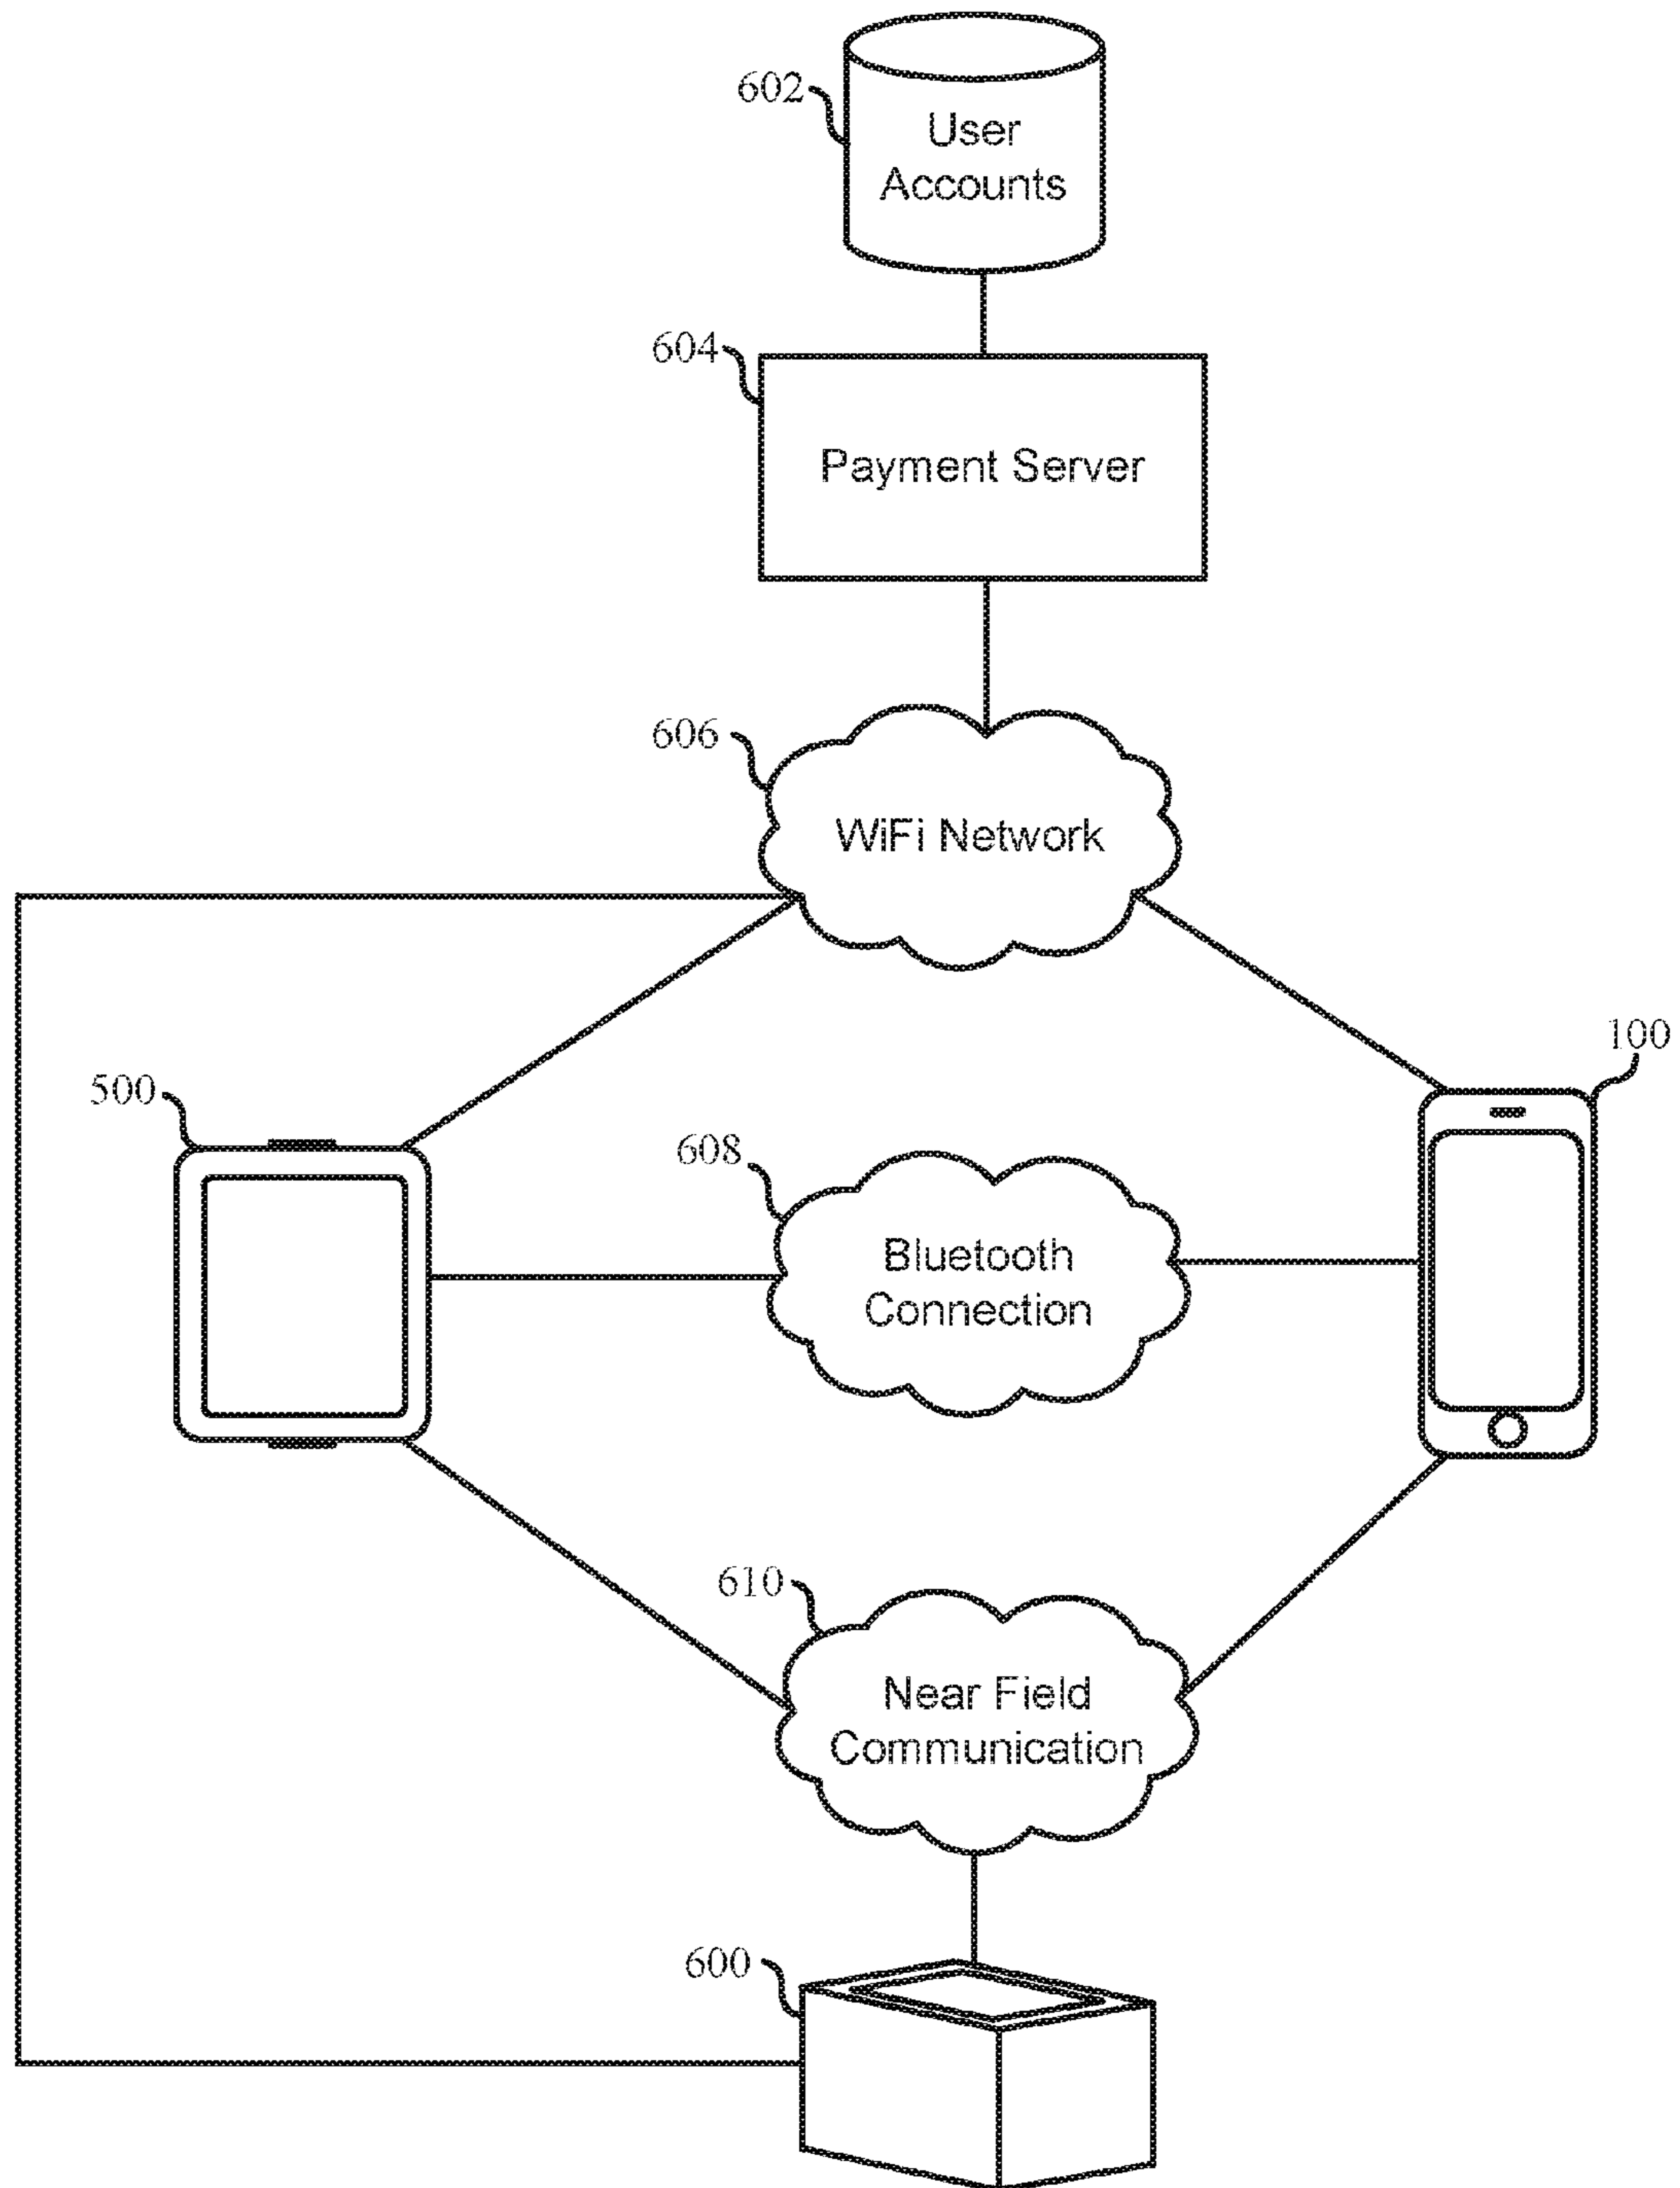 602
User
Accounts
604
Payment Server
606
WiFi Network
100
500
608
Bluetooth
Connection
610
Near Field
Communication
600